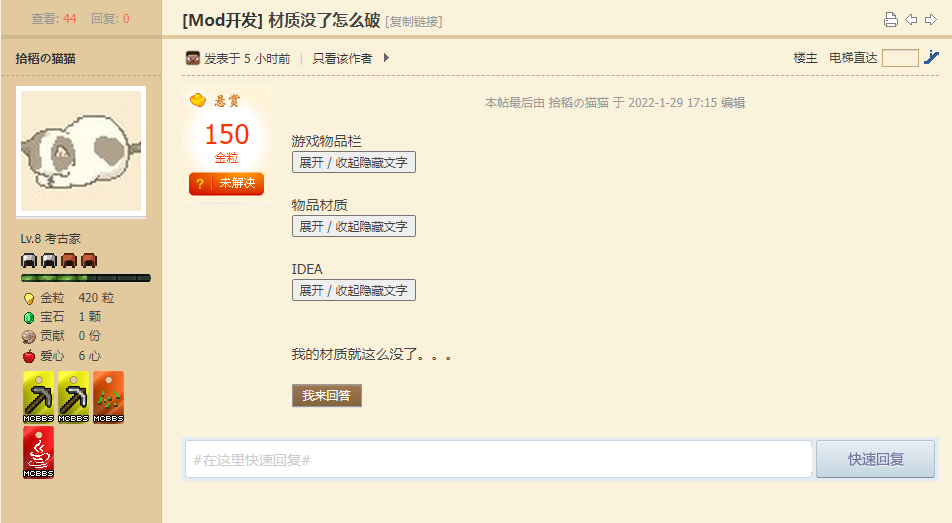 查看: 44 回复: 0
[Mod开发] 材质没了怎么破 [复制链接]
拾稻の猫猫
发表于 5 小时前 | 只看该作者
楼主 电梯直达
悬赏
150
金粒
? 未解决
本帖最后由 拾稻の猫猫 于 2022-1-29 17:15 编辑
游戏物品栏
展开 / 收起隐藏文字
物品材质
展开 / 收起隐藏文字
IDEA
展开 / 收起隐藏文字
我的材质就这么没了。。。
我来回答
Lv.8 考古家
金粒 420 粒
宝石 1 颗
贡献 0 份
爱心 6 心
MCBBS
MCBBS
MCBBS
MCBBS
#在这里快速回复#
快速回复